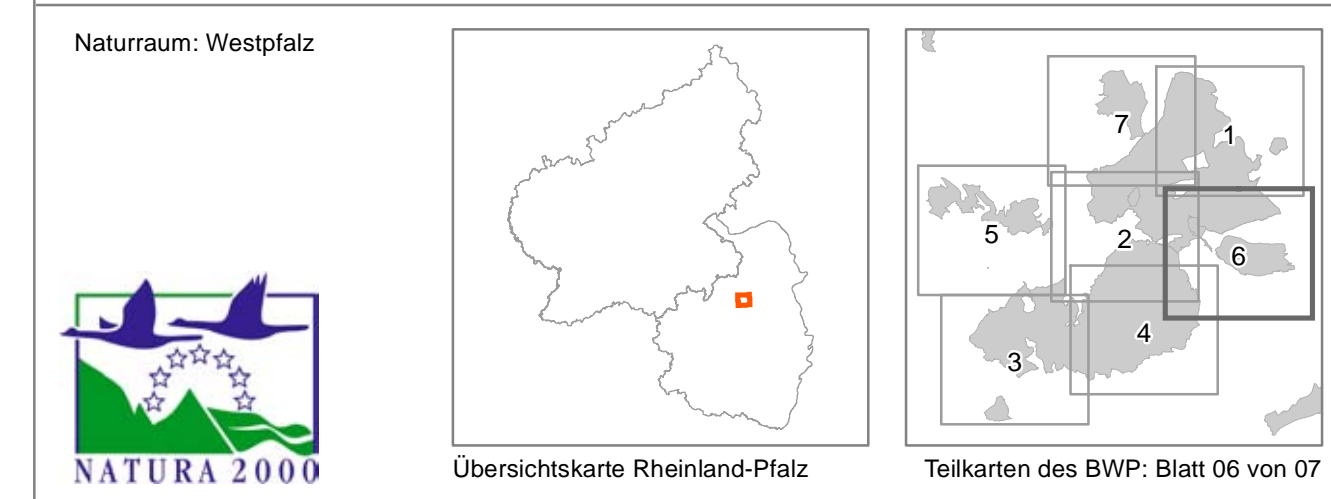 Naturraum: Westpfalz
7
1
5
2
6
4
3
NATURA 2000
Übersichtskarte Rheinland-Pfalz
Teilkarten des BWP: Blatt 06 von 07